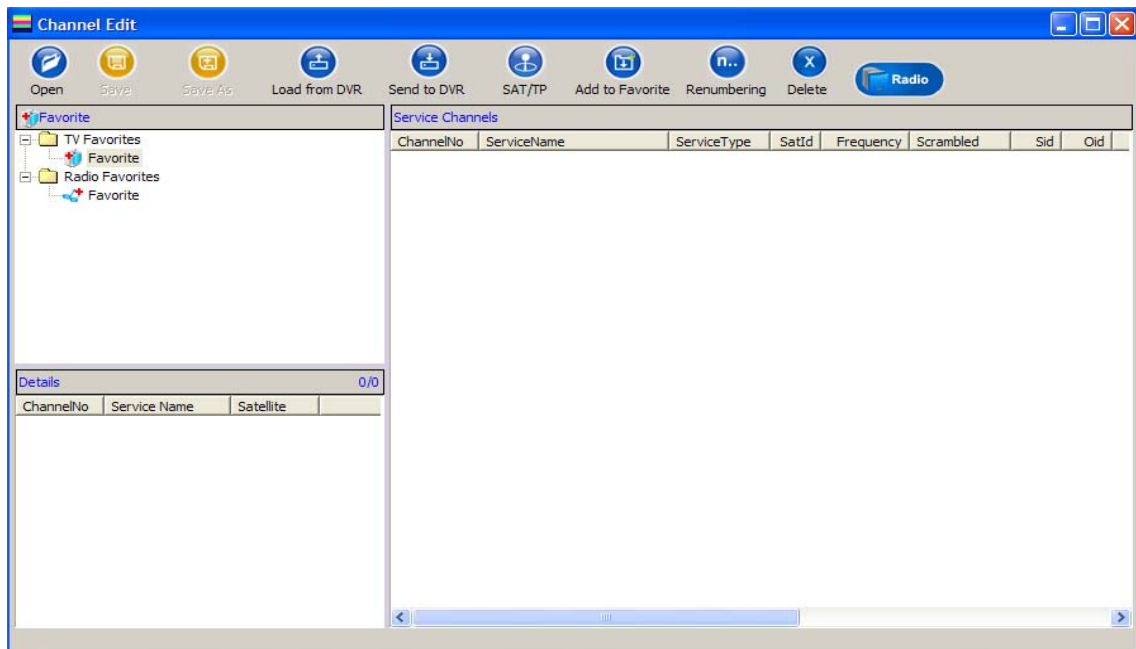 Channel Edit
Open Save Save As Load from DVR Send to DVR SAT/TP Add to Favorite n.. Renumbering X Delete Radio
Favorite
TV Favorites
Favorite
Radio Favorites
Favorite
Details 0/0
ChannelNo Service Name Satellite
Service Channels
ChannelNo ServiceName ServiceType SatId Frequency Scrambled Sid Oid